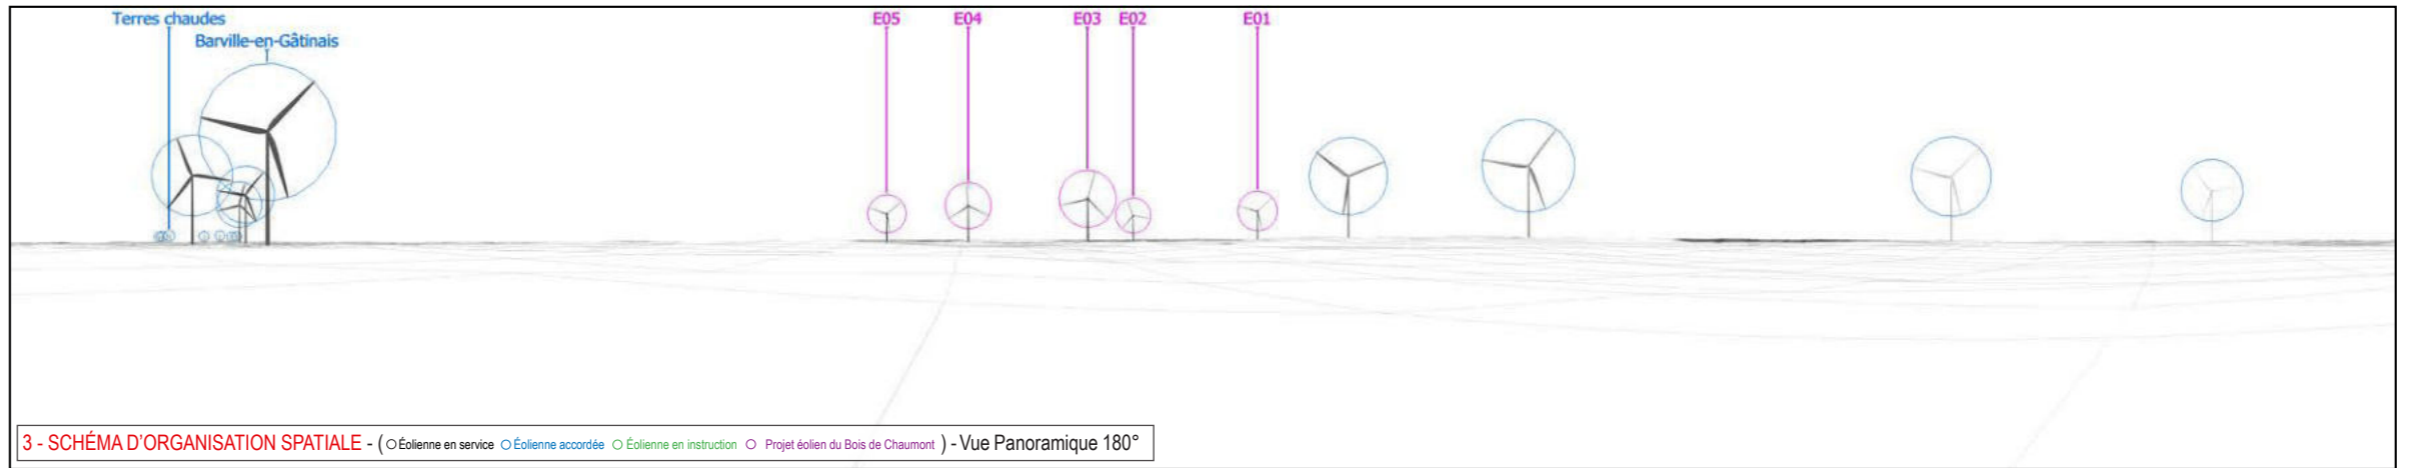 Terres chaudes
Barville-en-Gâtinais
E05 E04 E03 E02 E01
3 - SCHÉMA D'ORGANISATION SPATIALE - ( Éolienne en service Éolienne accordée Éolienne en instruction Projet éolien du Bois de Chaumont ) - Vue Panoramique 180°